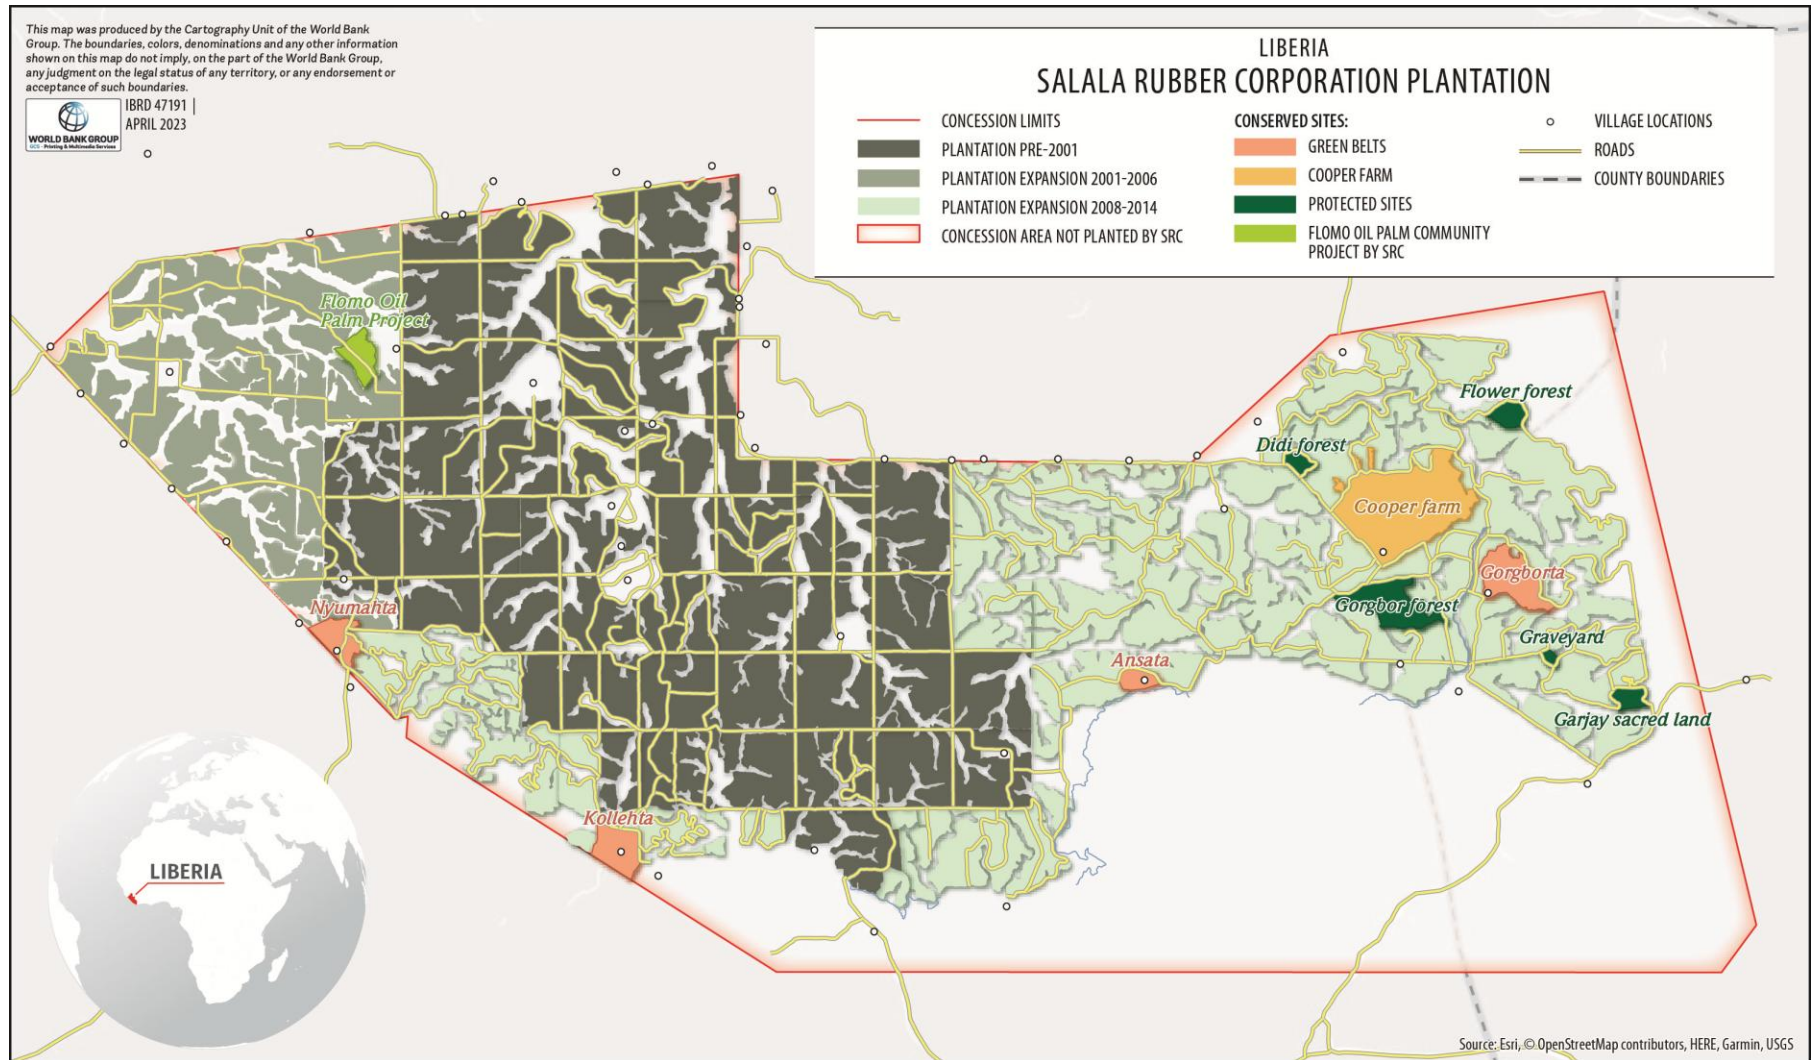 This map was produced by the Cartography Unit of the World Bank
Group. The boundaries, colors, denominations and any other information
shown on this map do not imply, on the part of the World Bank Group,
any judgment on the legal status of any territory, or any endorsement or
acceptance of such boundaries.
WORLD BANK GROUP
GCS - Printing & Multimedia Services
IBRD 47191 |
APRIL 2023
LIBERIA
SALALA RUBBER CORPORATION PLANTATION
CONCESSION LIMITS
PLANTATION PRE-2001
PLANTATION EXPANSION 2001-2006
PLANTATION EXPANSION 2008-2014
CONCESSION AREA NOT PLANTED BY SRC
CONSERVED SITES:
GREEN BELTS
COOPER FARM
PROTECTED SITES
FLOMO OIL PALM COMMUNITY
PROJECT BY SRC
VILLAGE LOCATIONS
ROADS
COUNTY BOUNDARIES
Flomo Oil
Palm Project
Flower forest
Didi forest
Cooper farm
Gorgborta
Gorgbor forest
Nyumahta
Graveyard
Ansata
Garjay sacred land
Kollehta
LIBERIA
Source: Esri, © OpenStreetMap contributors, HERE, Garmin, USGS